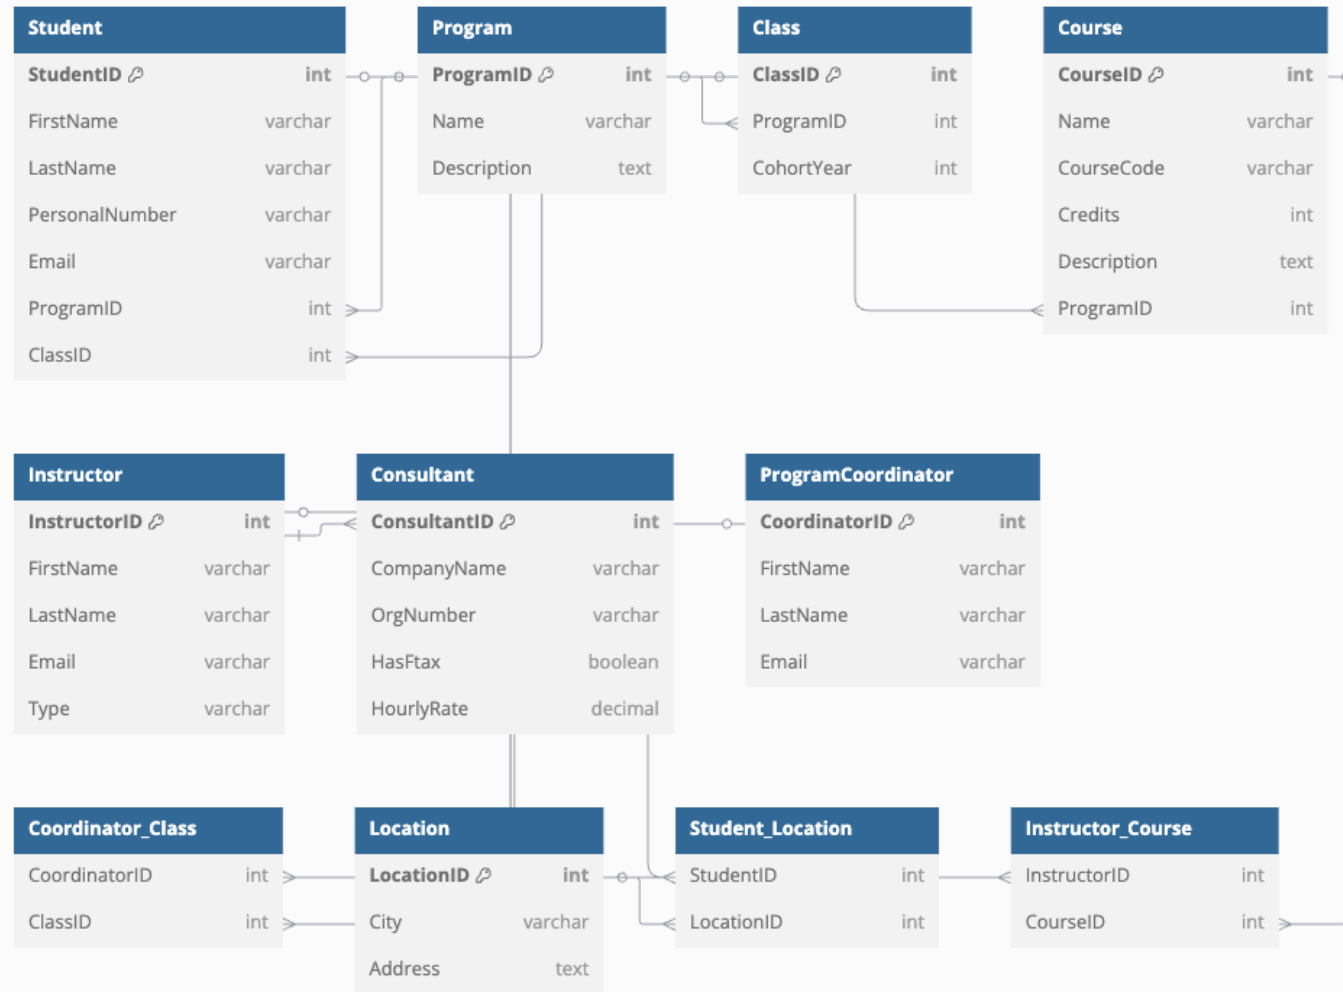 Student
StudentID int
FirstName varchar
LastName varchar
PersonalNumber varchar
Email varchar
ProgramID int
ClassID int
Program
ProgramID int
Name varchar
Description text
Class
ClassID int
ProgramID int
CohortYear int
Course
CourseID int
Name varchar
CourseCode varchar
Credits int
Description text
ProgramID int
Instructor
InstructorID int
FirstName varchar
LastName varchar
Email varchar
Type varchar
Consultant
ConsultantID int
CompanyName varchar
OrgNumber varchar
HasFtax boolean
HourlyRate decimal
ProgramCoordinator
CoordinatorID int
FirstName varchar
LastName varchar
Email varchar
Coordinator_Class
CoordinatorID int
ClassID int
Location
LocationID int
City varchar
Address text
Student_Location
StudentID int
LocationID int
Instructor_Course
InstructorID int
CourseID int